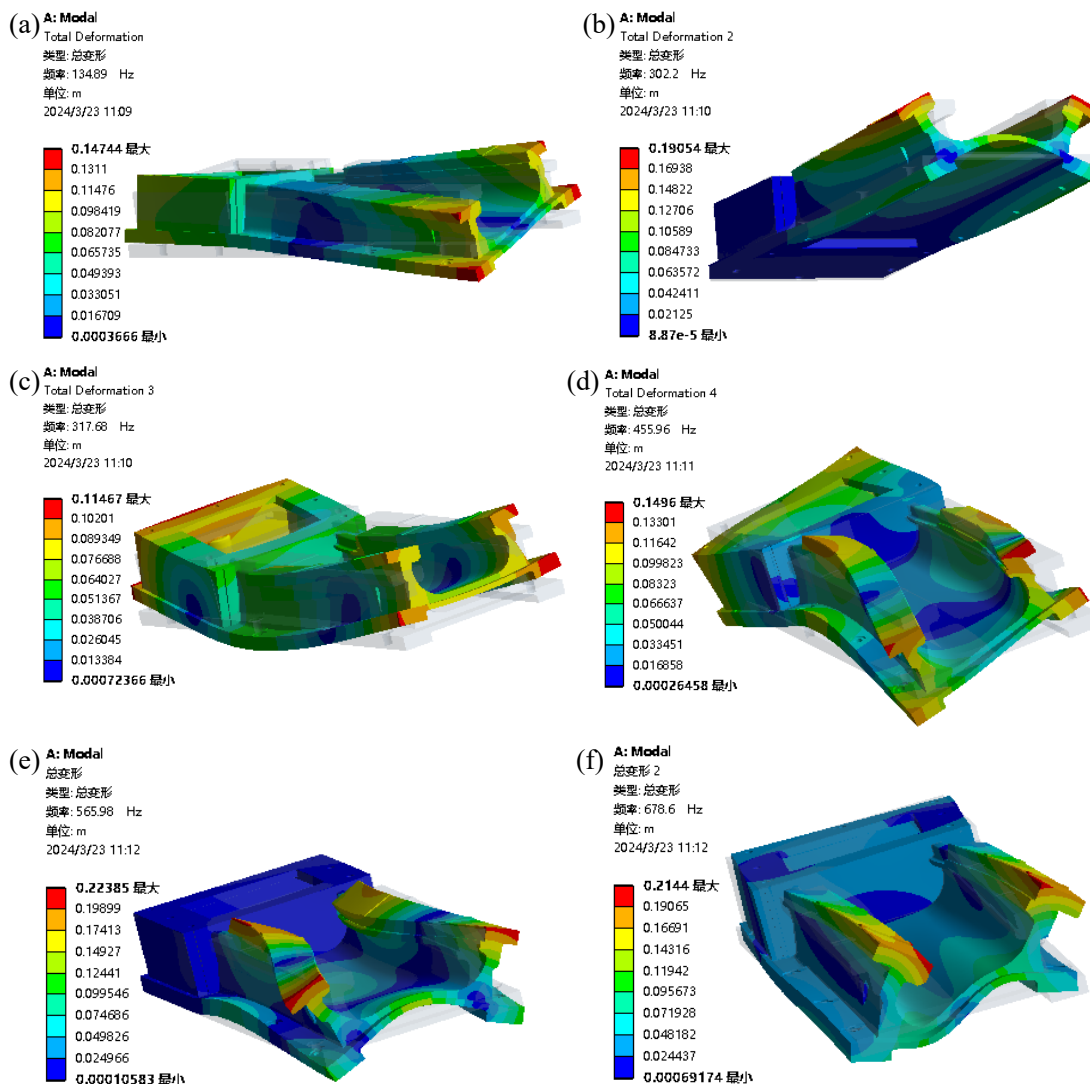 (a)
A: Modal
Total Deformation
类型: 总变形
频率: 134.89 Hz
单位: m
2024/3/23 11:09
0.14744 最大
0.1311
0.11476
0.098419
0.082077
0.065735
0.049393
0.033051
0.016709
0.0003666 最小
(b)
A: Modal
Total Deformation 2
类型: 总变形
频率: 302.2 Hz
单位: m
2024/3/23 11:10
0.19054 最大
0.16938
0.14822
0.12706
0.10589
0.084733
0.063572
0.042411
0.02125
8.87e-5 最小
(c)
A: Modal
Total Deformation 3
类型: 总变形
频率: 317.68 Hz
单位: m
2024/3/23 11:10
0.11467 最大
0.10201
0.089349
0.076688
0.064027
0.051367
0.038706
0.026045
0.013384
0.00072366 最小
(d)
A: Modal
Total Deformation 4
类型: 总变形
频率: 455.96 Hz
单位: m
2024/3/23 11:11
0.1496 最大
0.13301
0.11642
0.099823
0.08323
0.066637
0.050044
0.033451
0.016858
0.00026458 最小
(e)
A: Modal
总变形
类型: 总变形
频率: 565.98 Hz
单位: m
2024/3/23 11:12
0.22385 最大
0.19899
0.17413
0.14927
0.12441
0.099546
0.074686
0.049826
0.024966
0.00010583 最小
(f)
A: Modal
总变形 2
类型: 总变形
频率: 678.6 Hz
单位: m
2024/3/23 11:12
0.2144 最大
0.19065
0.16691
0.14316
0.11942
0.095673
0.071928
0.048182
0.024437
0.00069174 最小